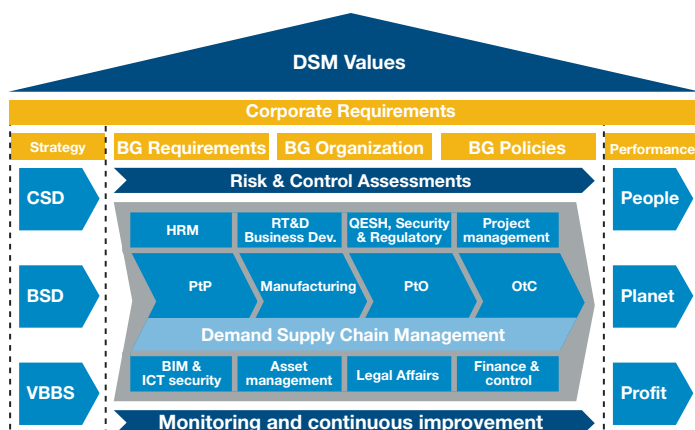 DSM Values
Corporate Requirements
Strategy
BG Requirements
BG Organization
BG Policies
Performance
Risk & Control Assessments
CSD
BSD
VBBS
HRM
RT&D
Business Dev.
QESH, Security
& Regulatory
Project
management
PtP
Manufacturing
PtO
OtC
Demand Supply Chain Management
BIM &
ICT security
Asset
management
Legal Affairs
Finance &
control
Monitoring and continuous improvement
People
Planet
Profit